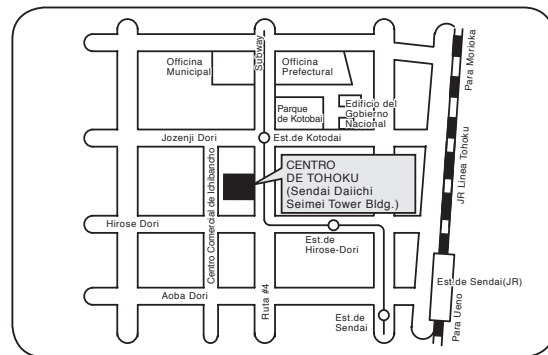 Subway
Officina
Municipal
Officina
Prefectural
Para Morioka
Parque
de Kotobai
Edificio del
Gobierno
Nacional
Jozenji Dori
Est.de Kotodai
JR Linea Tohoku
Centro Comercial de Ichibancho
CENTRO
DE TOHOKU
(Sendai Daiichi
Seimei Tower Bldg.)
Hirose Dori
Est.de
Hirose-Dori
Est.de Sendai(JR)
Aoba Dori
Ruta #4
Est.de
Sendai
Para Ueno